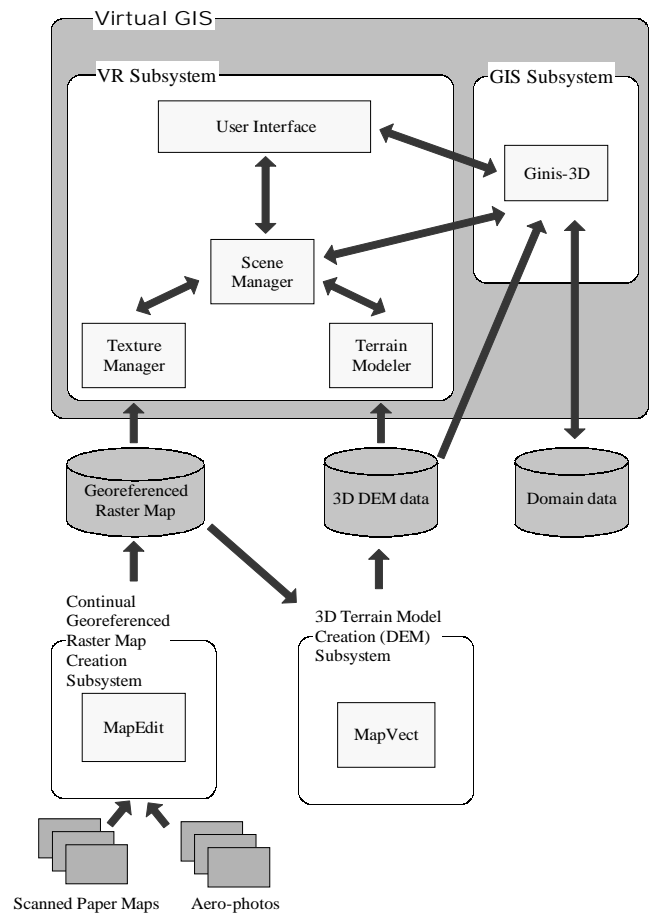 Virtual GIS
VR Subsystem
GIS Subsystem
User Interface
Ginis-3D
Scene
Manager
Texture
Manager
Terrain
Modeler
Georeferenced
Raster Map
3D DEM data
Domain data
Continual
Georeferenced
Raster Map
Creation
Subsystem
3D Terrain Model
Creation (DEM)
Subsystem
MapEdit
MapVect
Scanned Paper Maps
Aero-photos